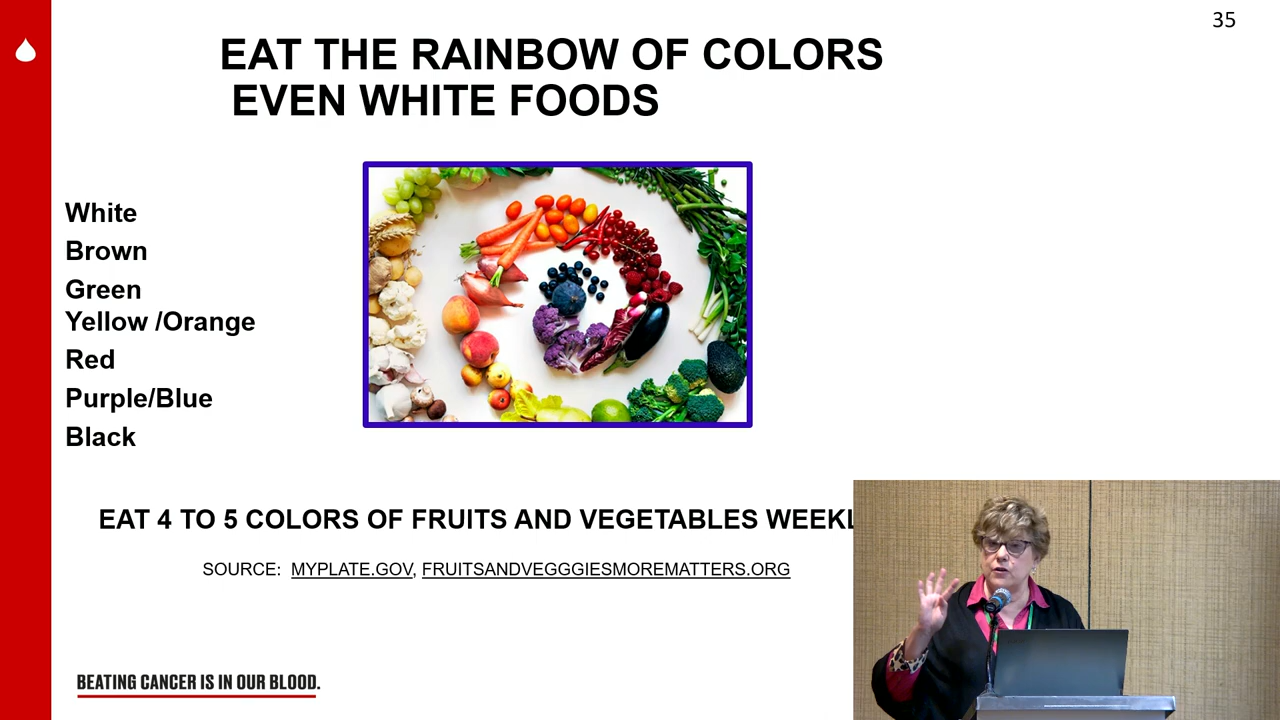 35
EAT THE RAINBOW OF COLORS
EVEN WHITE FOODS
White
Brown
Green
Yellow /Orange
Red
Purple/Blue
Black
EAT 4 TO 5 COLORS OF FRUITS AND VEGETABLES WEEKL
SOURCE: MYPLATE.GOV, FRUITSANDVEGGGIESMOREMATTERS.ORG
BEATING CANCER IS IN OUR BLOOD.